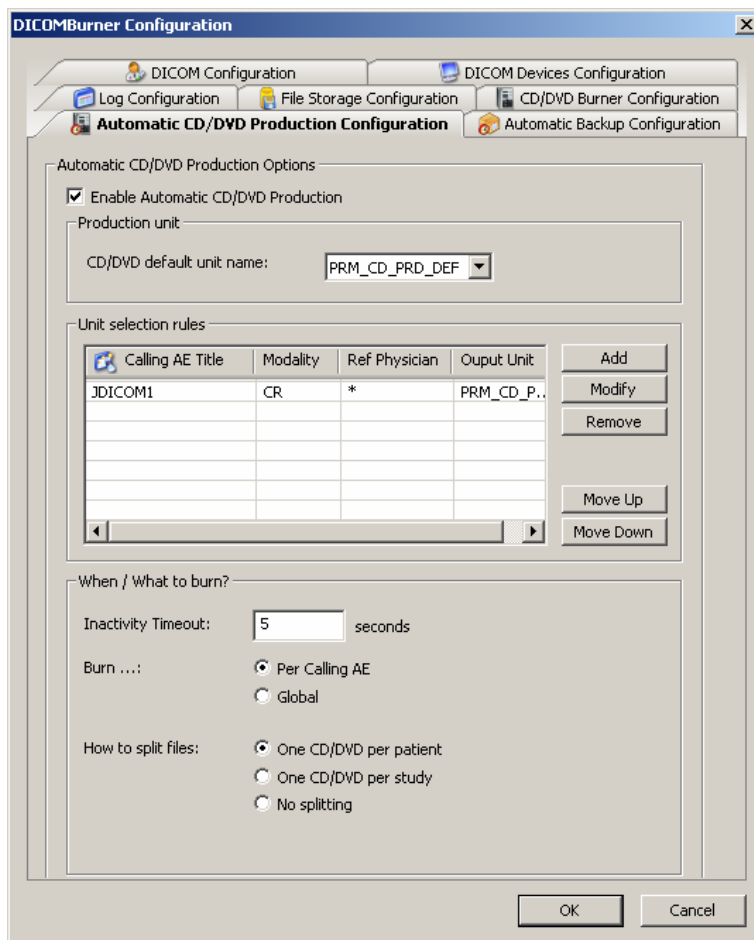 DICOMBurner Configuration
DICOM Configuration
DICOM Devices Configuration
Log Configuration
File Storage Configuration
CD/DVD Burner Configuration
Automatic CD/DVD Production Configuration
Automatic Backup Configuration
Automatic CD/DVD Production Options
Enable Automatic CD/DVD Production
Production unit
CD/DVD default unit name:
PRM_CD_PRD_DEF
Unit selection rules
Calling AE Title Modality Ref Physician Ouput Unit
JDICOM1 CR * PRM_CD_P..
Add
Modify
Remove
Move Up
Move Down
When / What to burn?
Inactivity Timeout: 5 seconds
Burn ...: Per Calling AE
Global
How to split files: One CD/DVD per patient
One CD/DVD per study
No splitting
OK
Cancel